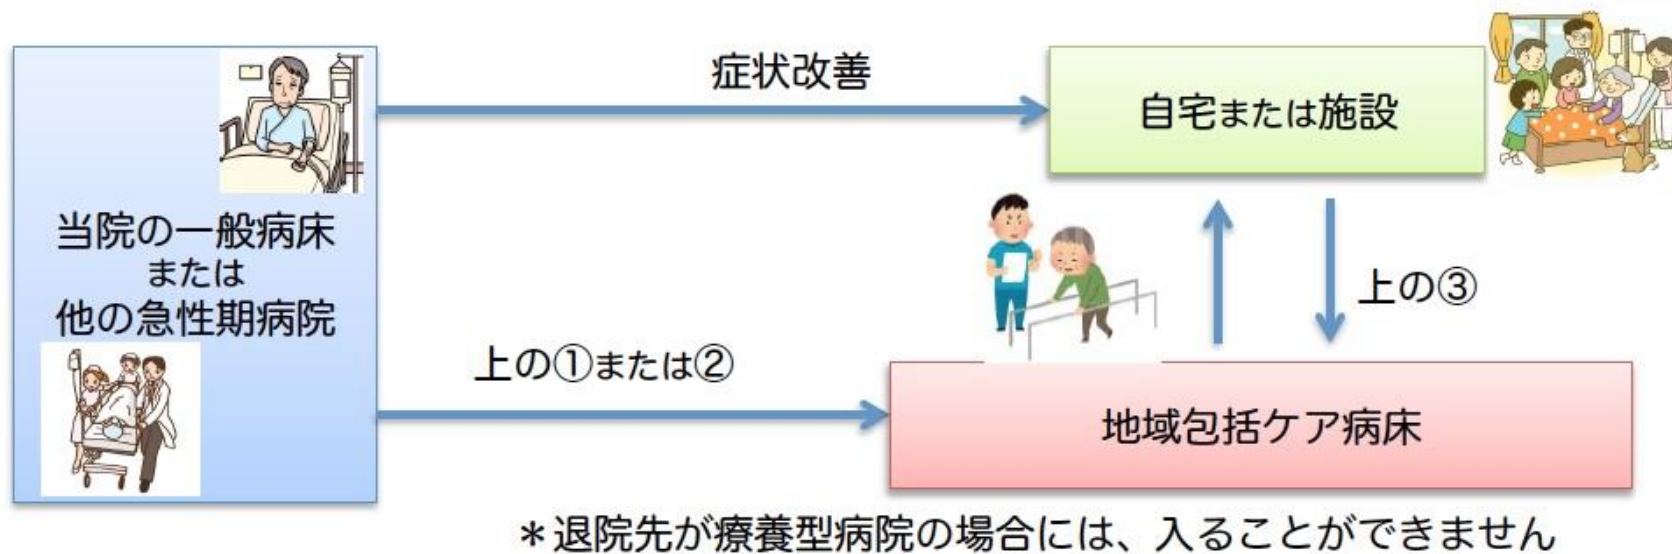 症状改善
自宅または施設
当院の一般病床
または
他の急性期病院
上の③
上の①または②
地域包括ケア病床
＊退院先が療養型病院の場合には、入ることができません